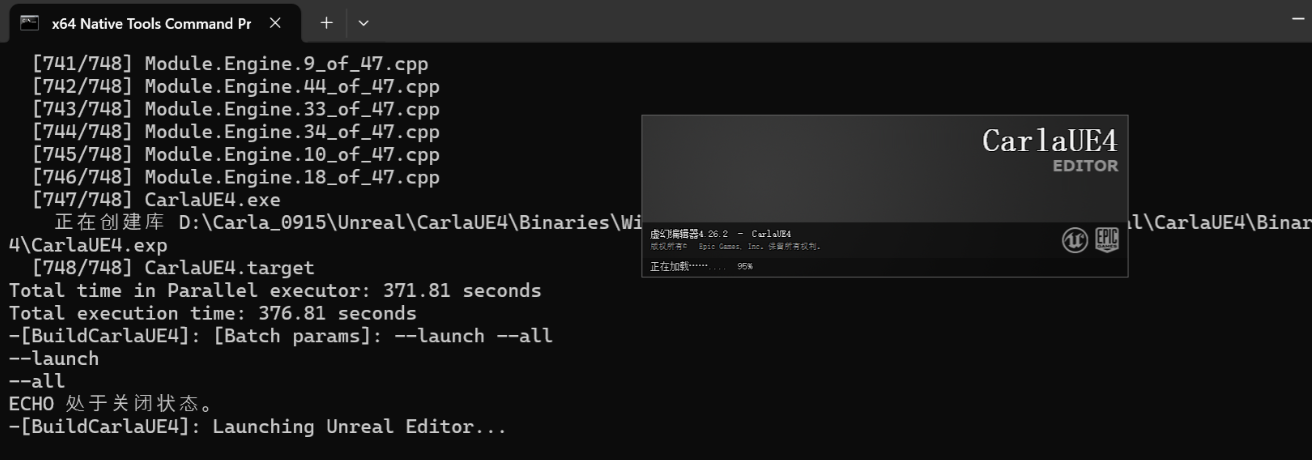 x64 Native Tools Command Pr
[741/748] Module.Engine.9_of_47.cpp
[742/748] Module.Engine.44_of_47.cpp
[743/748] Module.Engine.33_of_47.cpp
[744/748] Module.Engine.34_of_47.cpp
[745/748] Module.Engine.10_of_47.cpp
[746/748] Module.Engine.18_of_47.cpp
[747/748] CarlaUE4.exe
正在创建库 D:\Carla_0915\Unreal\CarlaUE4\Binaries\Wi
al\CarlaUE4\Binar
4\CarlaUE4.exp
[748/748] CarlaUE4.target
Total time in Parallel executor: 371.81 seconds
Total execution time: 376.81 seconds
-[BuildCarlaUE4]: [Batch params]: --launch --all
--launch
--all
ECHO 处于关闭状态。
-[BuildCarlaUE4]: Launching Unreal Editor...
CarlaUE4
EDITOR
虚幻编辑器4.26.2 - CarlaUE4
版权所有© Epic Games, Inc. 保留所有权利。
正在加载…….... 95%
EPIC
GAMES